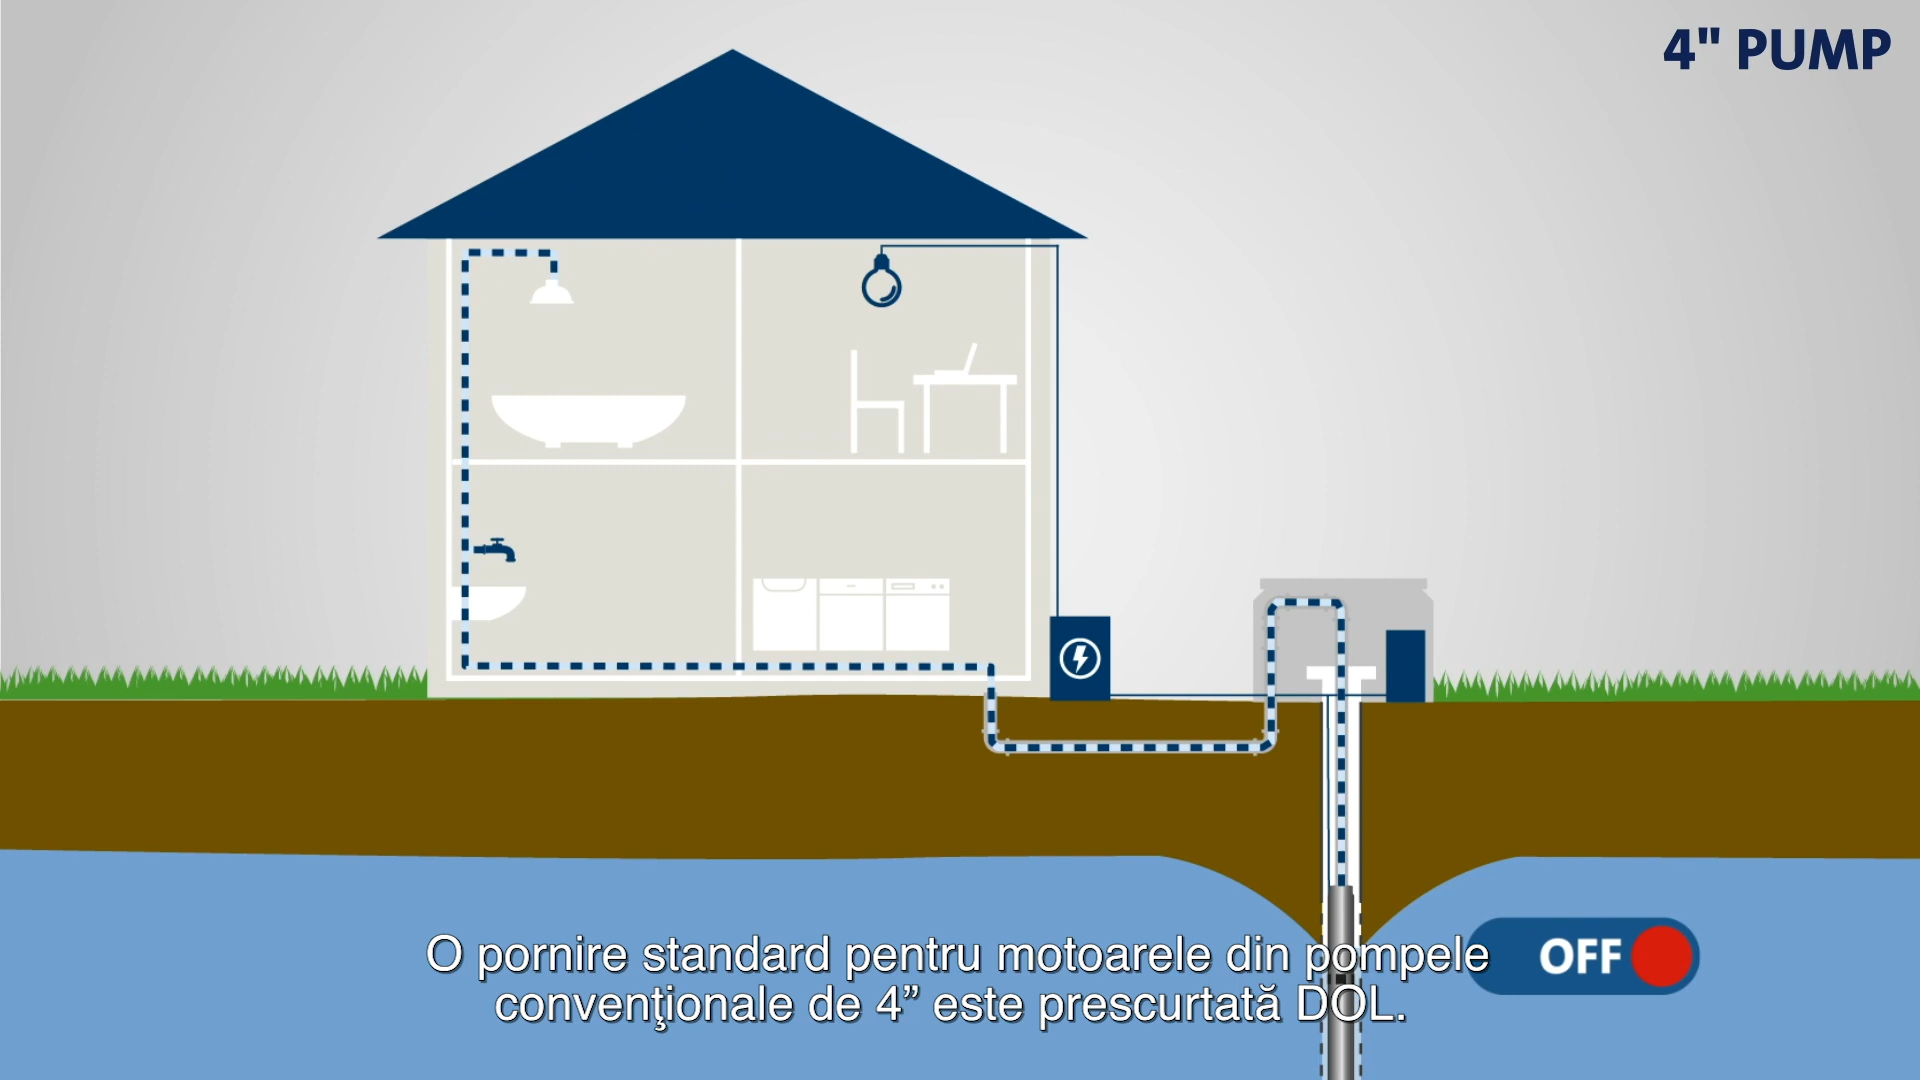 4" PUMP
OFF
O pornire standard pentru motoarele din pompele
convenţionale de 4” este prescurtată DOL.